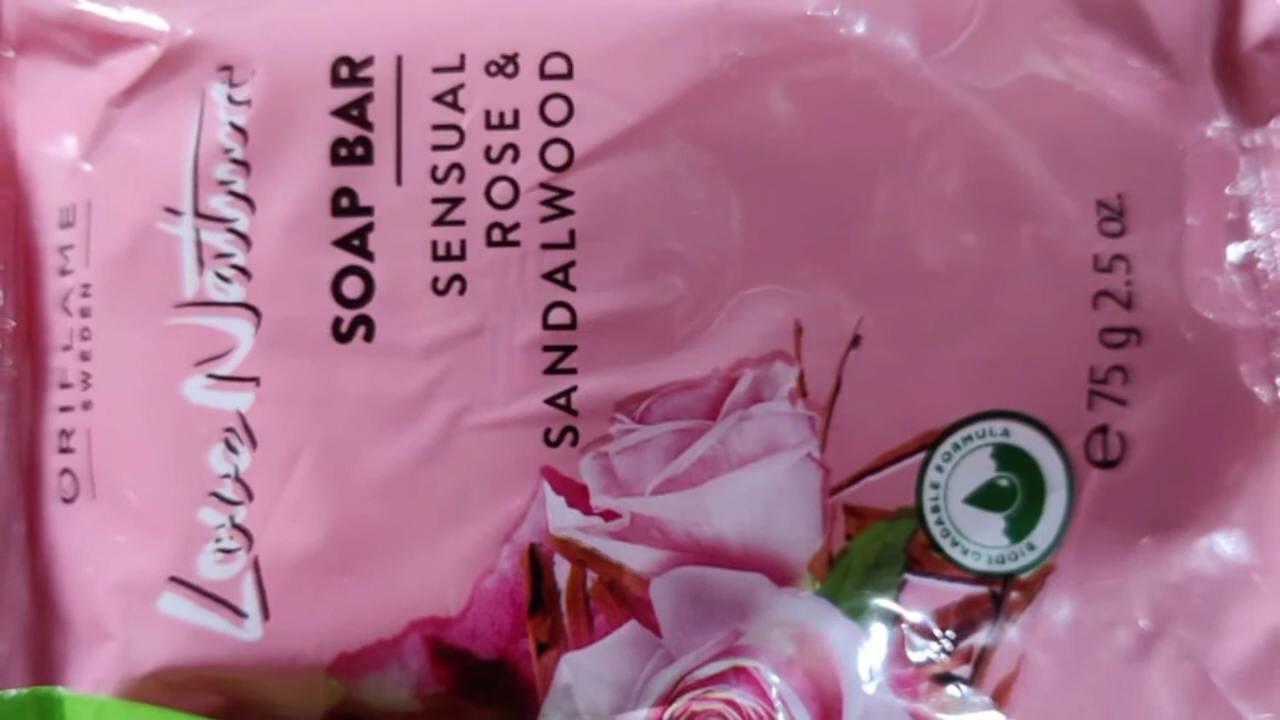 ORIFLAME
SWEDEN
Love Nature
SOAP BAR
SENSUAL
ROSE &
SANDALWOOD
BIODEGRADABLE FORMULA
℮ 75 g 2.5 oz.